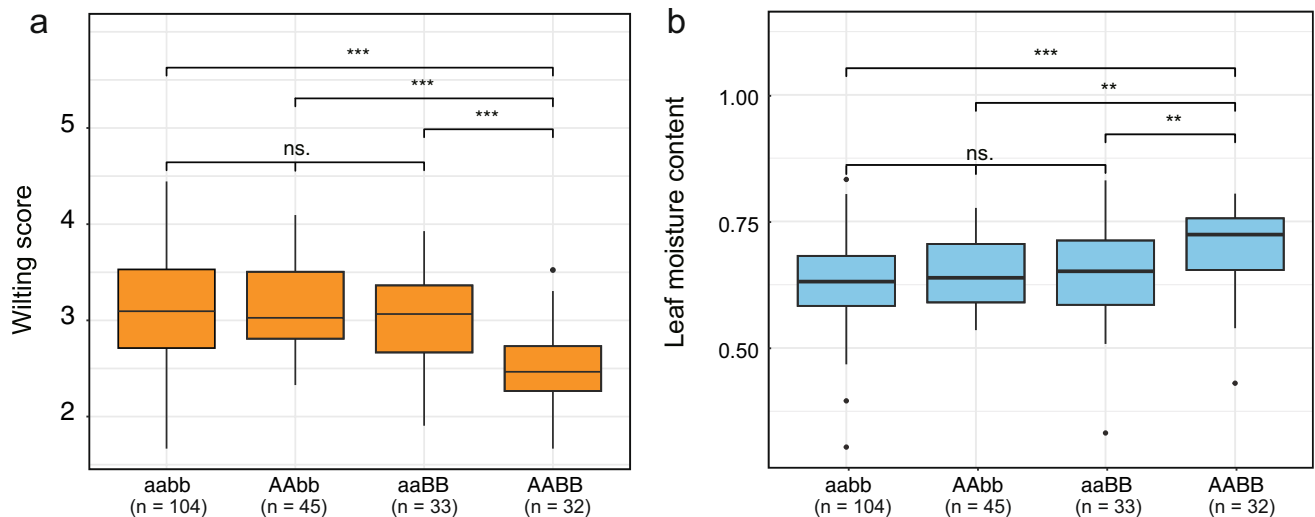 a
***
***
***
ns.
Wilting score
5
4
3
2
aabb AAbb aaBB AABB
(n = 104) (n = 45) (n = 33) (n = 32)
b
***
**
**
ns.
Leaf moisture content
1.00
0.75
0.50
aabb AAbb aaBB AABB
(n = 104) (n = 45) (n = 33) (n = 32)